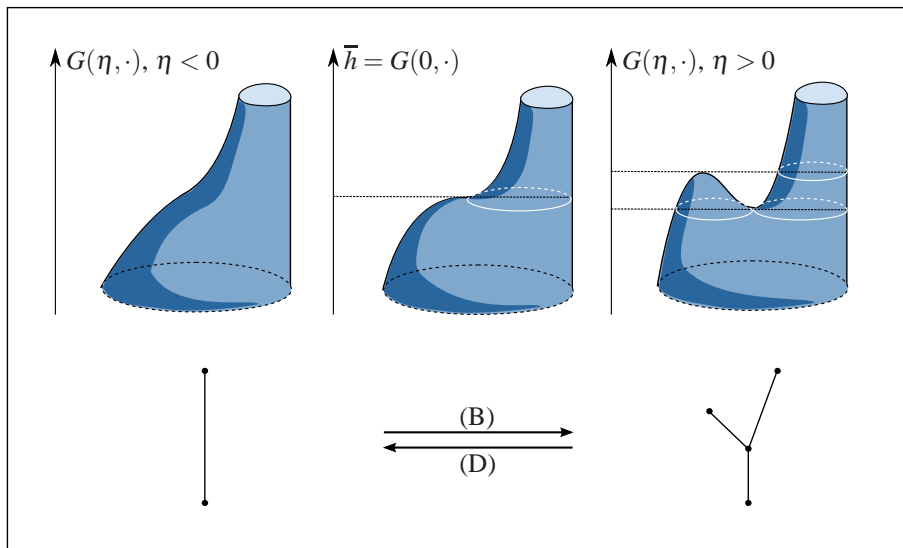 G(η,·), η < 0
h̅ = G(0,·)
G(η,·), η > 0
(B)
(D)